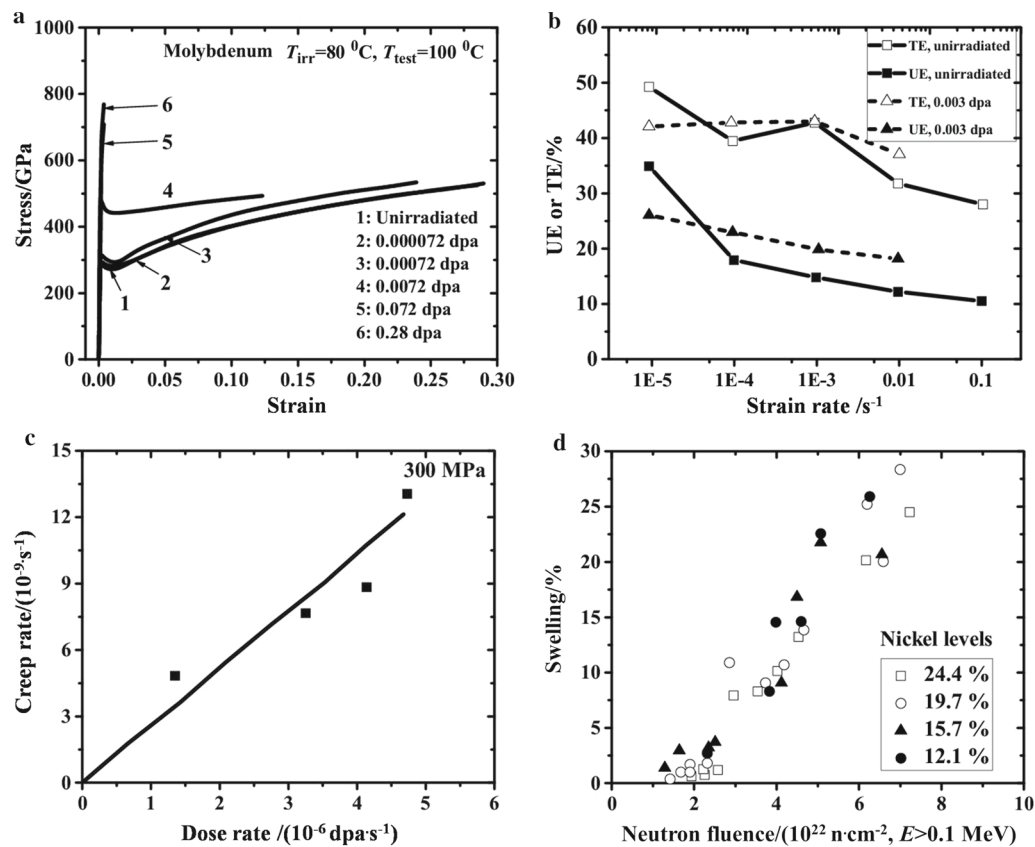 a
Molybdenum T_irr=80 ⁰C, T_test=100 ⁰C
Stress/GPa
1000
800
600
400
200
0
0.00
0.05
0.10
0.15
0.20
0.25
0.30
Strain
6
5
4
3
2
1
1: Unirradiated
2: 0.000072 dpa
3: 0.00072 dpa
4: 0.0072 dpa
5: 0.072 dpa
6: 0.28 dpa
b
UE or TE/%
60
50
40
30
20
10
0
1E-5
1E-4
1E-3
0.01
0.1
Strain rate /s⁻¹
TE, unirradiated
UE, unirradiated
TE, 0.003 dpa
UE, 0.003 dpa
c
300 MPa
Creep rate/(10⁻⁹·s⁻¹)
15
12
9
6
3
0
0
1
2
3
4
5
6
Dose rate /(10⁻⁶ dpa·s⁻¹)
d
Swelling/%
30
25
20
15
10
5
0
0
2
4
6
8
10
Neutron fluence/(10²² n·cm⁻², E>0.1 MeV)
Nickel levels
24.4 %
19.7 %
15.7 %
12.1 %